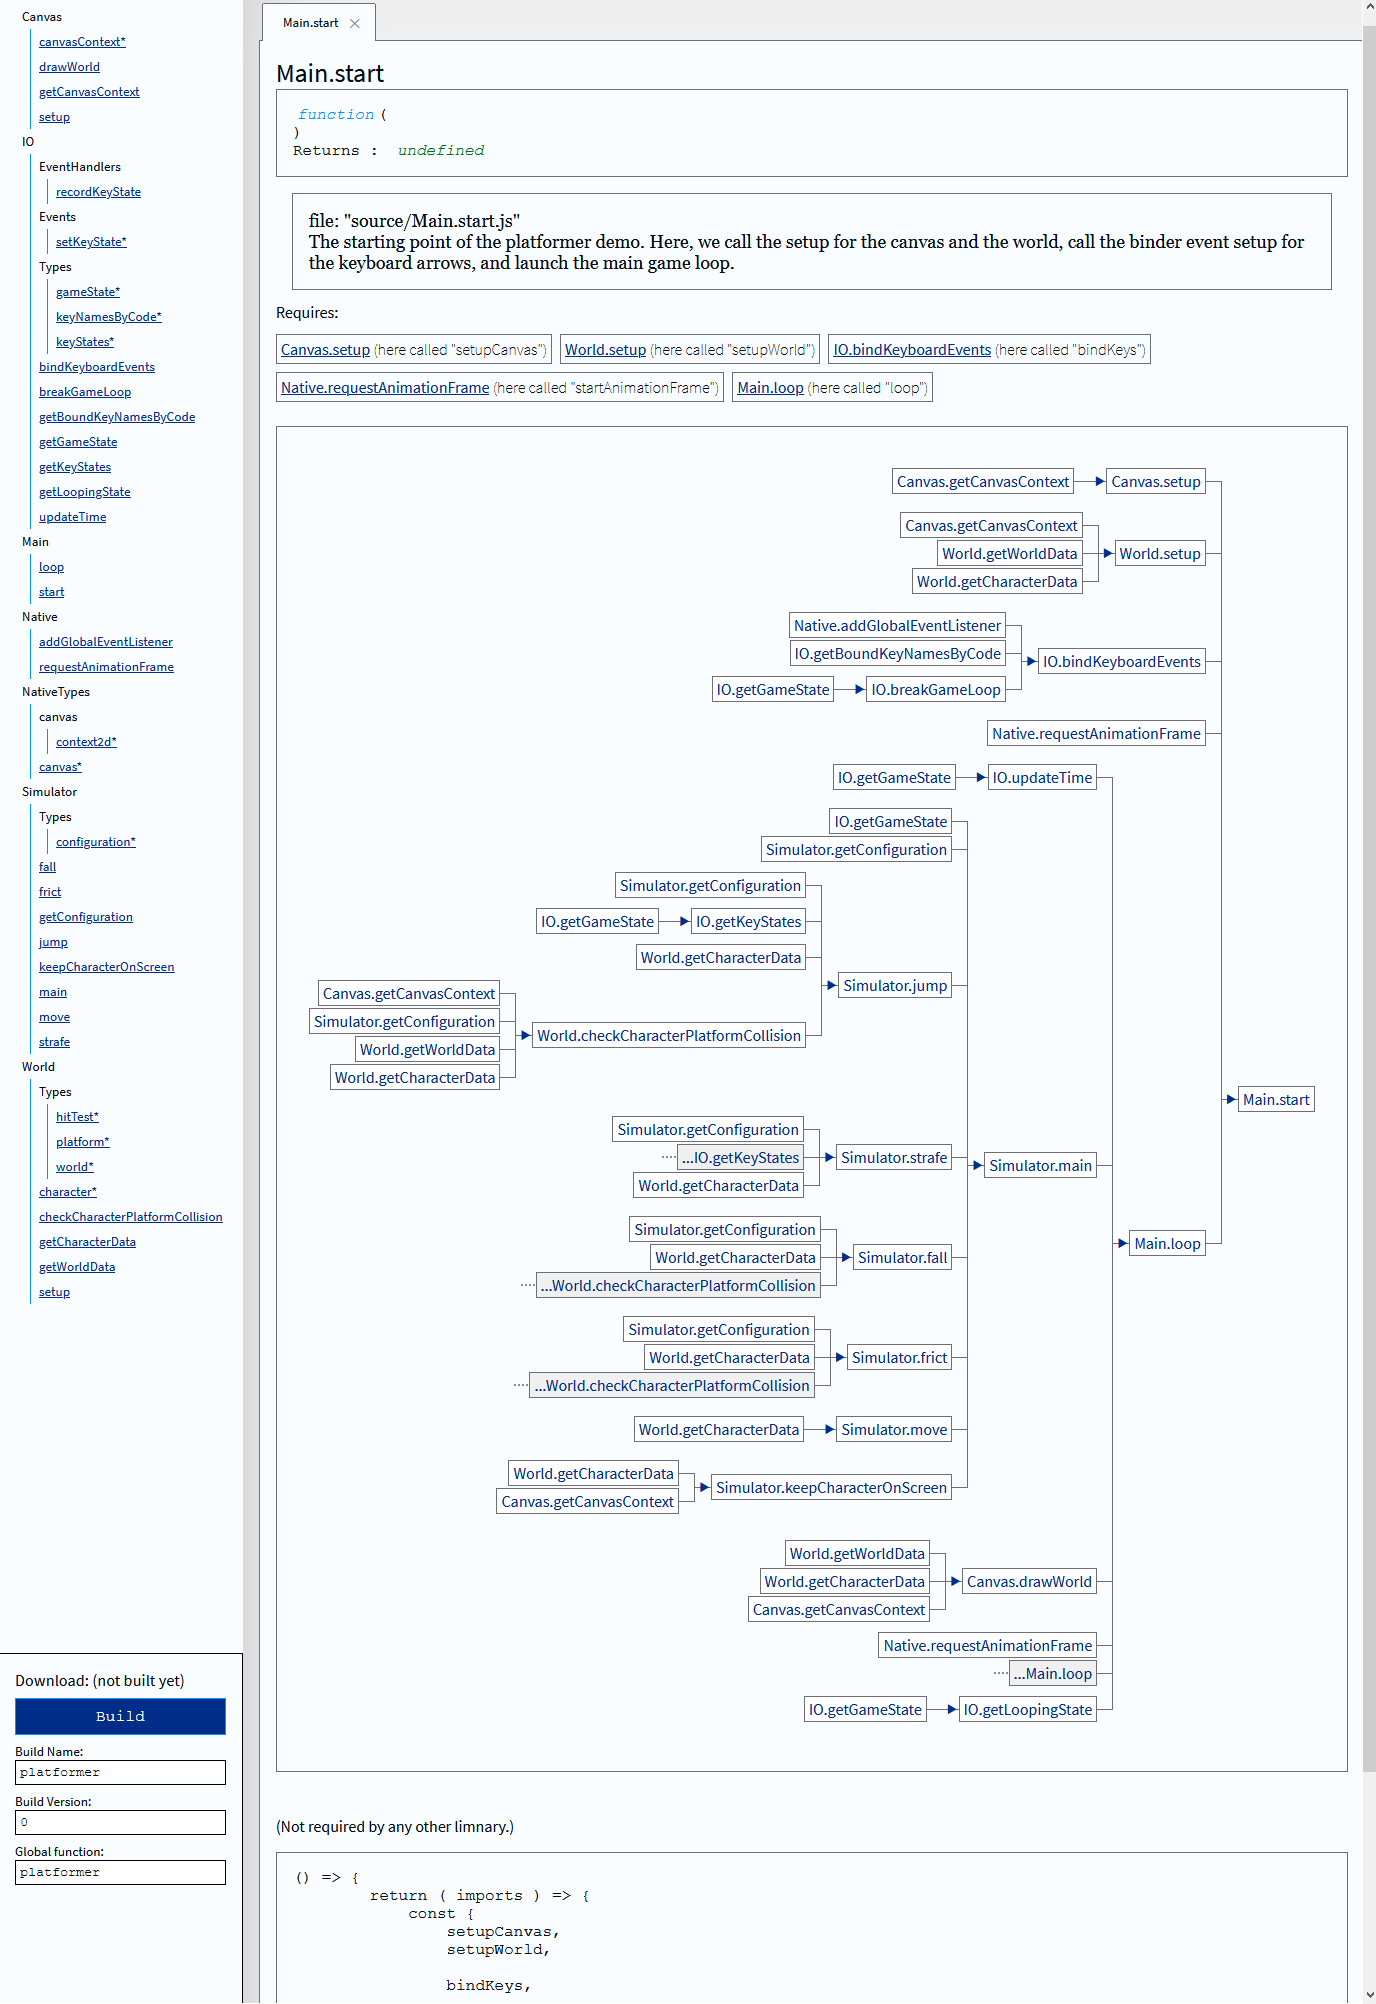 Canvas
canvasContext*
drawWorld
getCanvasContext
setup
IO
EventHandlers
recordKeyState
Events
setKeyState*
Types
gameState*
keyNamesByCode*
keyStates*
bindKeyboardEvents
breakGameLoop
getBoundKeyNamesByCode
getGameState
getKeyStates
getLoopingState
updateTime
Main
loop
start
Native
addGlobalEventListener
requestAnimationFrame
NativeTypes
canvas
context2d*
canvas*
Simulator
Types
configuration*
fall
frict
getConfiguration
jump
keepCharacterOnScreen
main
move
strafe
World
Types
hitTest*
platform*
world*
character*
checkCharacterPlatformCollision
getCharacterData
getWorldData
setup
Download: (not built yet)
Build
Build Name:
platformer
Build Version:
0
Global function:
platformer
Main.start ×
Main.start
function (
)
Returns : undefined
file: "source/Main.start.js"
The starting point of the platformer demo. Here, we call the setup for the canvas and the world, call the binder event setup for
the keyboard arrows, and launch the main game loop.
Requires:
Canvas.setup (here called "setupCanvas") World.setup (here called "setupWorld") IO.bindKeyboardEvents (here called "bindKeys")
Native.requestAnimationFrame (here called "startAnimationFrame") Main.loop (here called "loop")
Canvas.getCanvasContext Canvas.setup
Canvas.getCanvasContext
World.getWorldData World.setup
World.getCharacterData
Native.addGlobalEventListener
IO.getBoundKeyNamesByCode IO.bindKeyboardEvents
IO.getGameState IO.breakGameLoop
Native.requestAnimationFrame
IO.getGameState IO.updateTime
IO.getGameState
Simulator.getConfiguration
Simulator.getConfiguration
IO.getGameState IO.getKeyStates
World.getCharacterData
Simulator.jump
Canvas.getCanvasContext
Simulator.getConfiguration
World.checkCharacterPlatformCollision
World.getWorldData
World.getCharacterData
Main.start
Simulator.getConfiguration
...IO.getKeyStates Simulator.strafe
Simulator.main
World.getCharacterData
Simulator.getConfiguration
Main.loop
World.getCharacterData Simulator.fall
...World.checkCharacterPlatformCollision
Simulator.getConfiguration
World.getCharacterData Simulator.frict
...World.checkCharacterPlatformCollision
World.getCharacterData Simulator.move
World.getCharacterData
Simulator.keepCharacterOnScreen
Canvas.getCanvasContext
World.getWorldData
World.getCharacterData Canvas.drawWorld
Canvas.getCanvasContext
Native.requestAnimationFrame
...Main.loop
IO.getGameState IO.getLoopingState
(Not required by any other limnary.)
() => {
return ( imports ) => {
const {
setupCanvas,
setupWorld,
bindKeys,